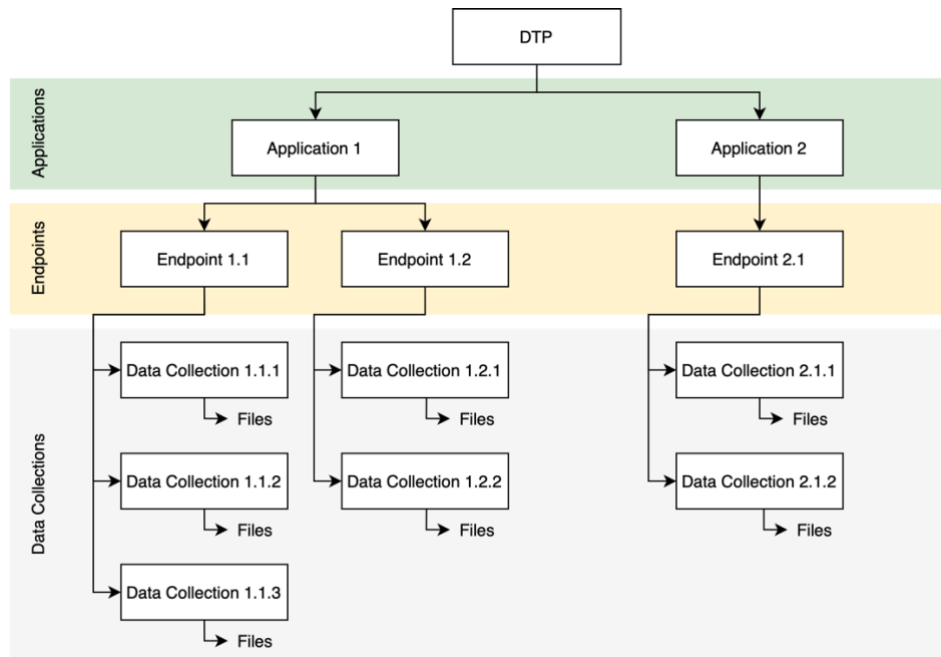 DTP
Applications
Application 1
Application 2
Endpoints
Endpoint 1.1
Endpoint 1.2
Endpoint 2.1
Data Collections
Data Collection 1.1.1
Data Collection 1.2.1
Data Collection 2.1.1
Files
Files
Files
Data Collection 1.1.2
Data Collection 1.2.2
Data Collection 2.1.2
Files
Files
Files
Data Collection 1.1.3
Files